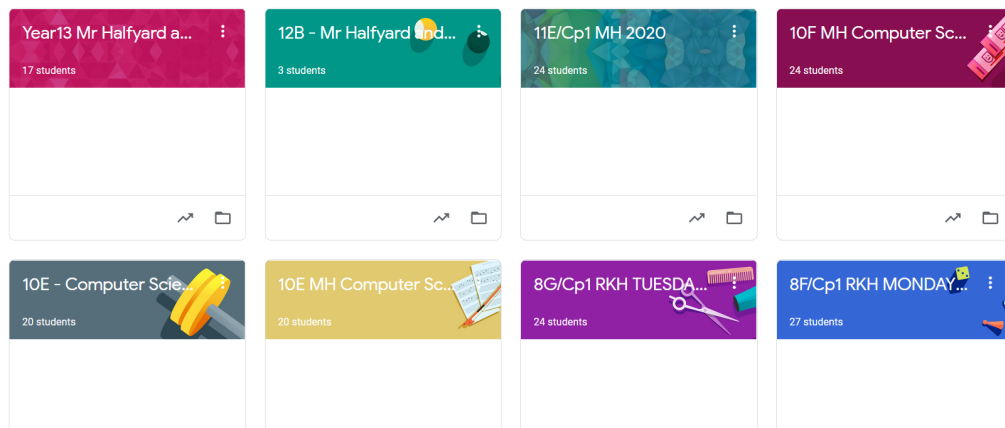 Year13 Mr Halfyard a...
17 students
12B - Mr Halfyard and...
3 students
11E/Cp1 MH 2020
24 students
10F MH Computer Sc...
24 students
10E - Computer Scie...
20 students
10E MH Computer Sc...
20 students
8G/Cp1 RKH TUESDA...
24 students
8F/Cp1 RKH MONDAY...
27 students